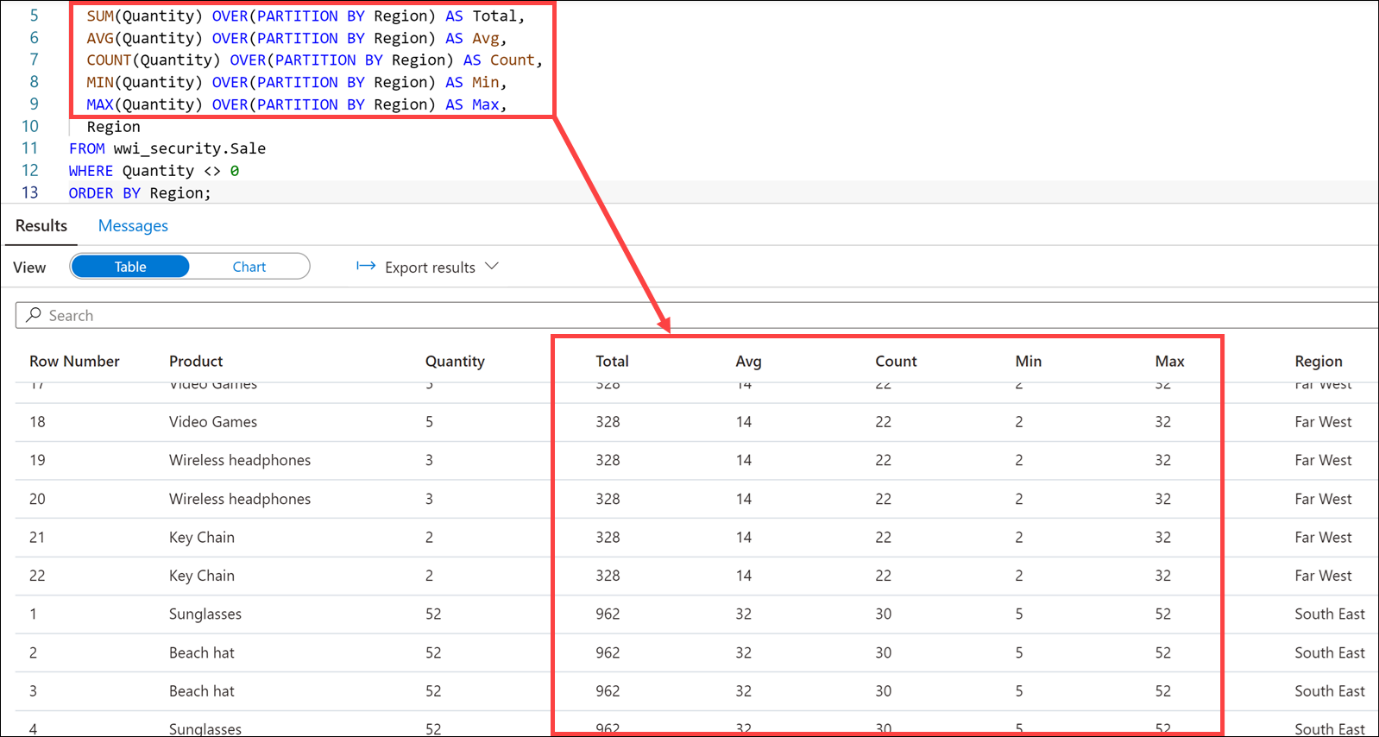 5 SUM(Quantity) OVER(PARTITION BY Region) AS Total,
6 AVG(Quantity) OVER(PARTITION BY Region) AS Avg,
7 COUNT(Quantity) OVER(PARTITION BY Region) AS Count,
8 MIN(Quantity) OVER(PARTITION BY Region) AS Min,
9 MAX(Quantity) OVER(PARTITION BY Region) AS Max,
10 Region
11 FROM wwi_security.Sale
12 WHERE Quantity <> 0
13 ORDER BY Region;
Results Messages
View Table Chart Export results
Search
Row Number Product Quantity Total Avg Count Min Max Region
17 Video Games 5 328 14 22 2 32 Far West
18 Video Games 5 328 14 22 2 32 Far West
19 Wireless headphones 3 328 14 22 2 32 Far West
20 Wireless headphones 3 328 14 22 2 32 Far West
21 Key Chain 2 328 14 22 2 32 Far West
22 Key Chain 2 328 14 22 2 32 Far West
1 Sunglasses 52 962 32 30 5 52 South East
2 Beach hat 52 962 32 30 5 52 South East
3 Beach hat 52 962 32 30 5 52 South East
4 Sunglasses 52 962 32 30 5 52 South East